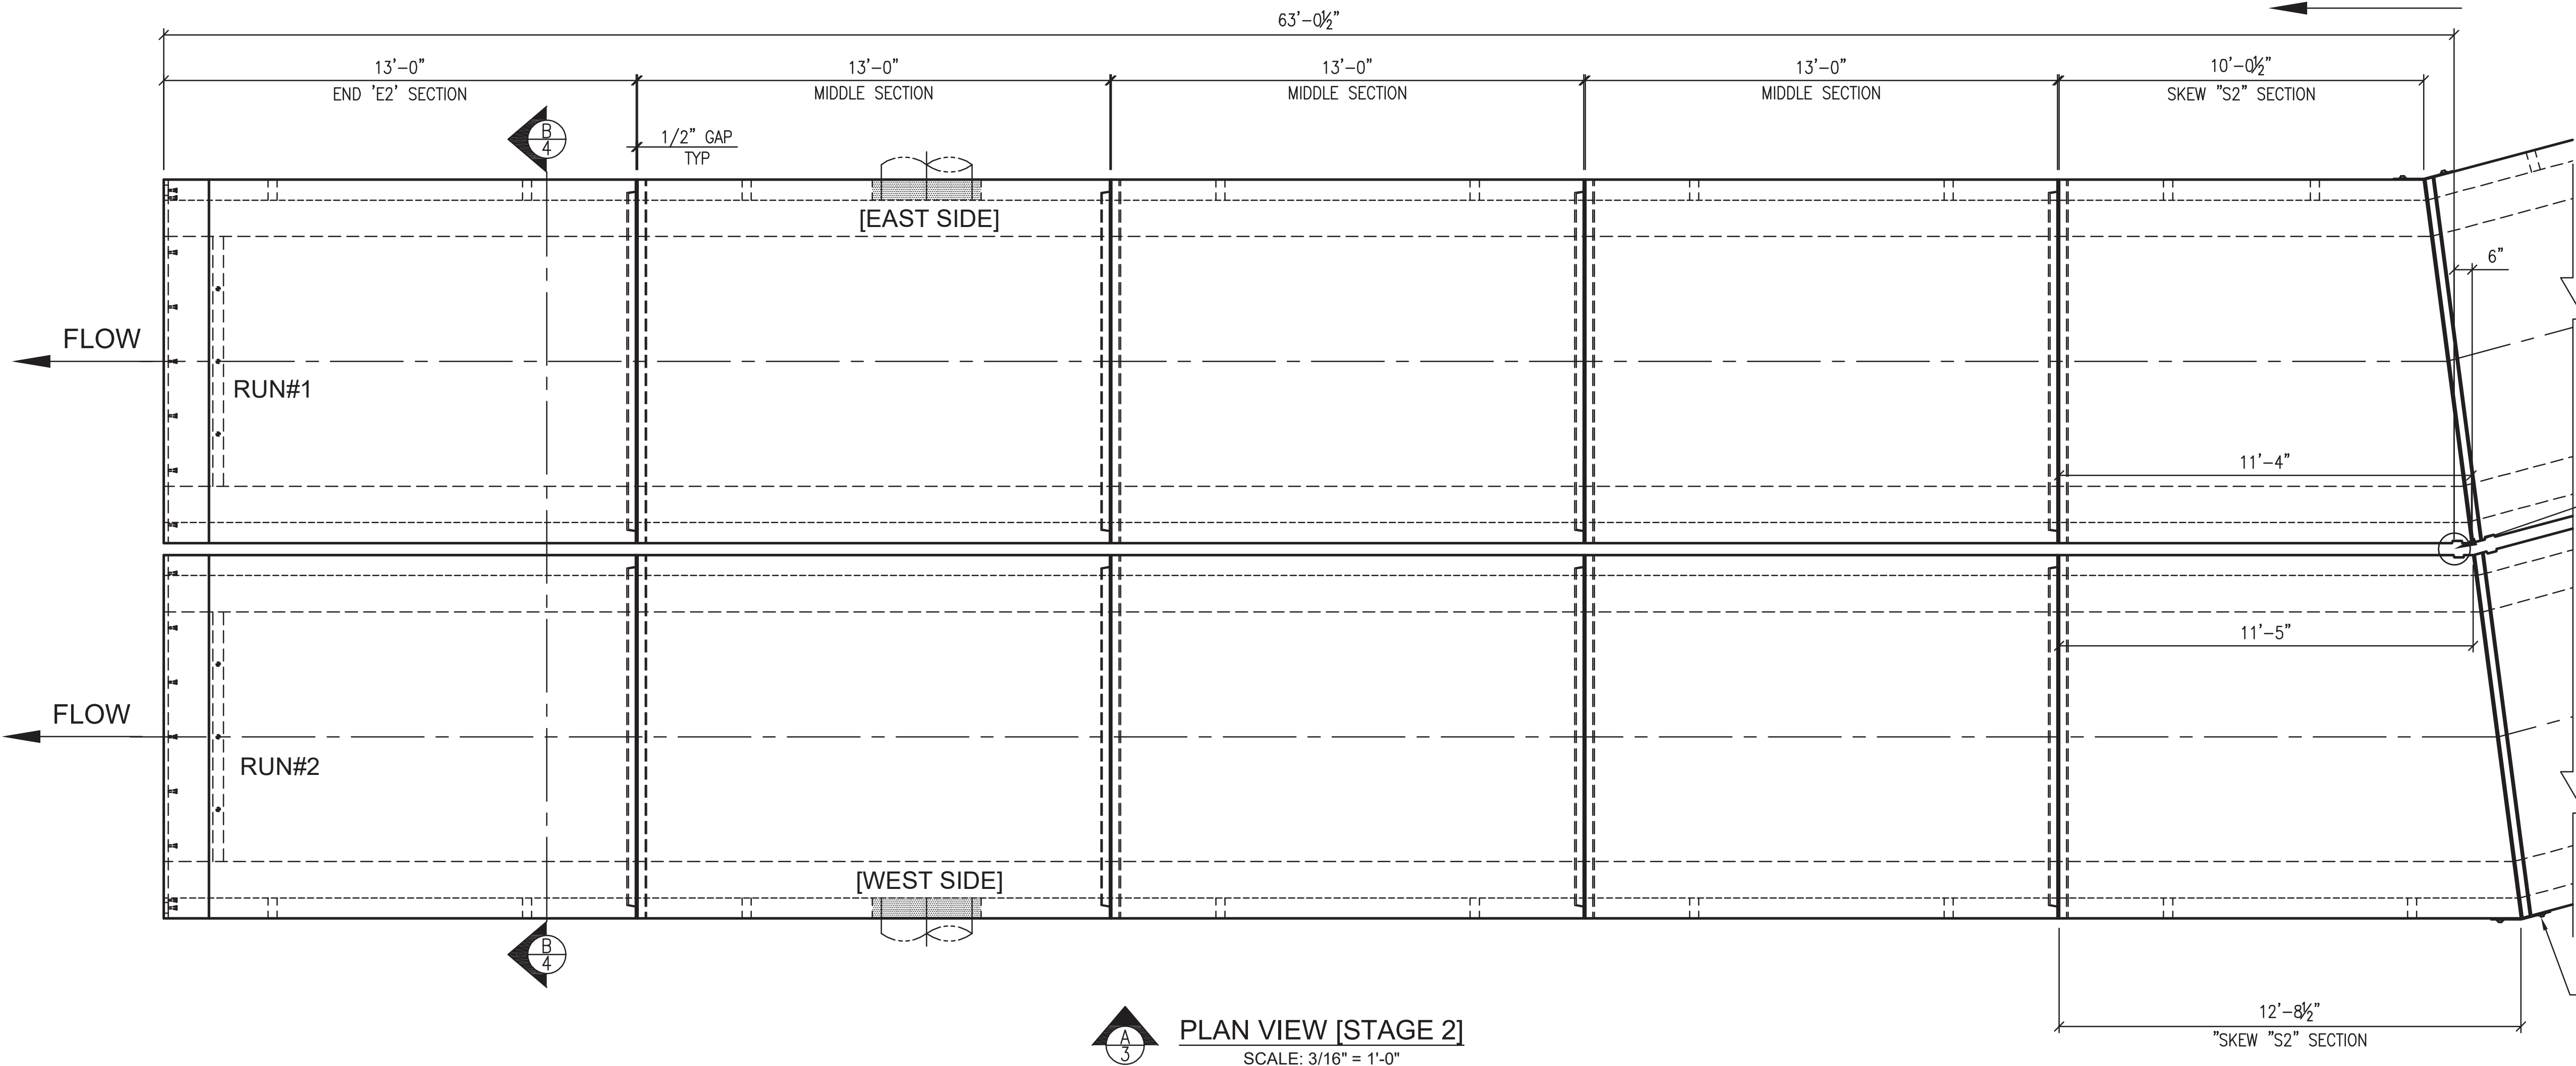 63'-0½"
13'-0"
13'-0"
13'-0"
13'-0"
10'-0½"
END 'E2' SECTION
MIDDLE SECTION
MIDDLE SECTION
MIDDLE SECTION
SKEW "S2" SECTION
B
4
1/2" GAP
TYP
[EAST SIDE]
6"
FLOW
RUN#1
11'-4"
11'-5"
FLOW
RUN#2
[WEST SIDE]
B
4
12'-8½"
"SKEW "S2" SECTION
A
3
PLAN VIEW [STAGE 2]
SCALE: 3/16" = 1'-0"